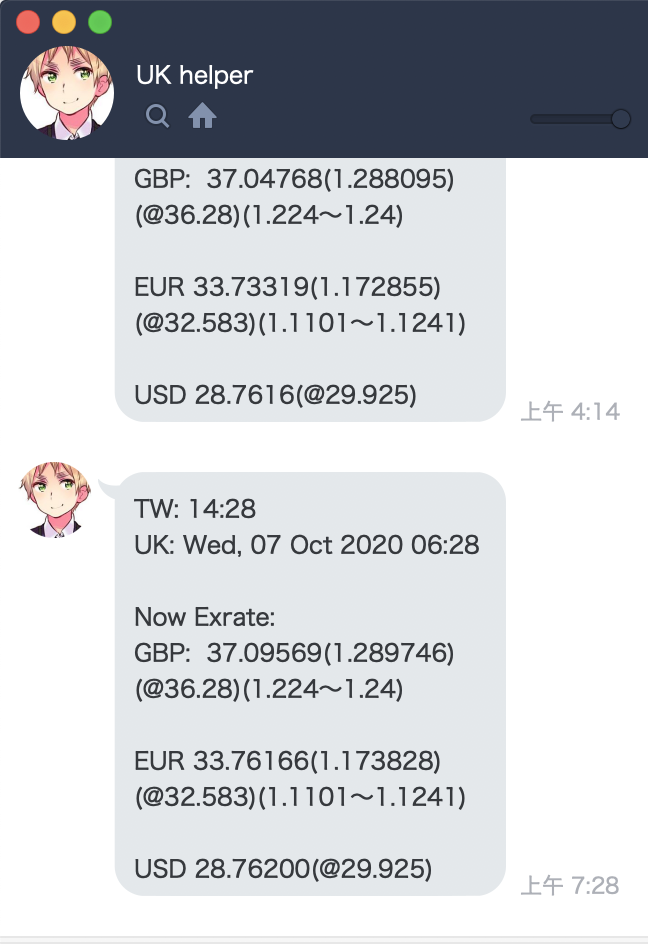 UK helper
GBP:  37.04768(1.288095)
(@36.28)(1.224～1.24)
EUR 33.73319(1.172855)
(@32.583)(1.1101～1.1241)
USD 28.7616(@29.925)
上午 4:14
TW: 14:28
UK: Wed, 07 Oct 2020 06:28
Now Exrate:
GBP:  37.09569(1.289746)
(@36.28)(1.224～1.24)
EUR 33.76166(1.173828)
(@32.583)(1.1101～1.1241)
USD 28.76200(@29.925)
上午 7:28